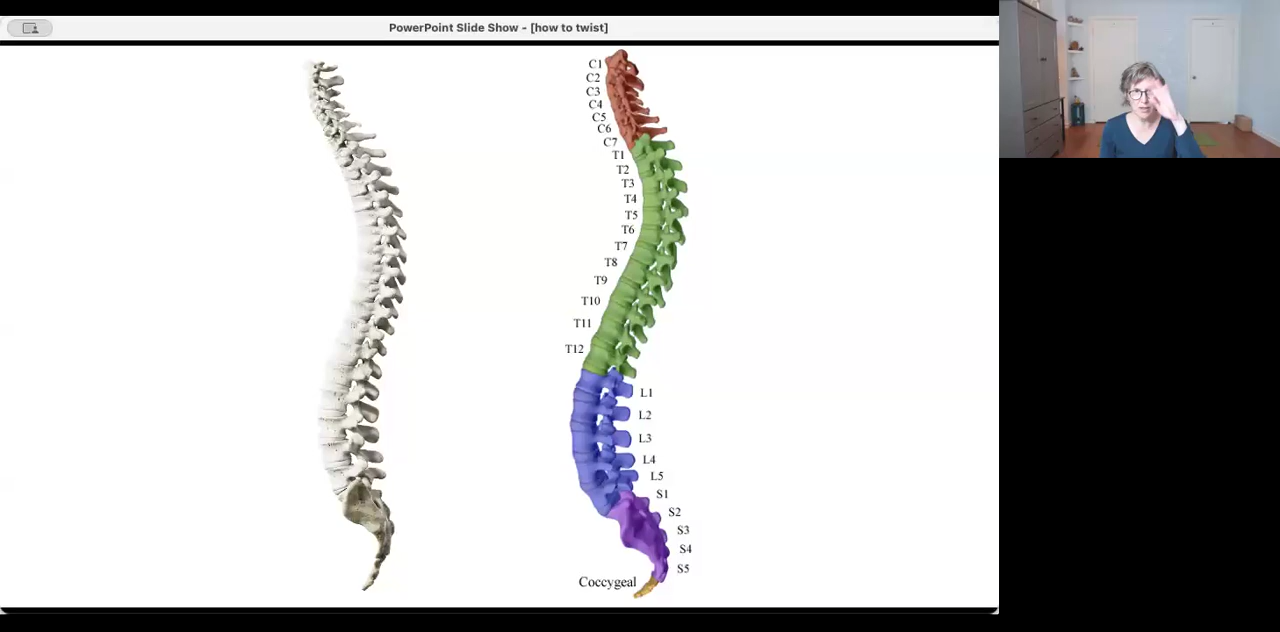 PowerPoint Slide Show - [how to twist]
C1
C2
C3
C4
C5
C6
C7
T1
T2
T3
T4
T5
T6
T7
T8
T9
T10
T11
T12
L1
L2
L3
L4
L5
S1
S2
S3
S4
S5
Coccygeal